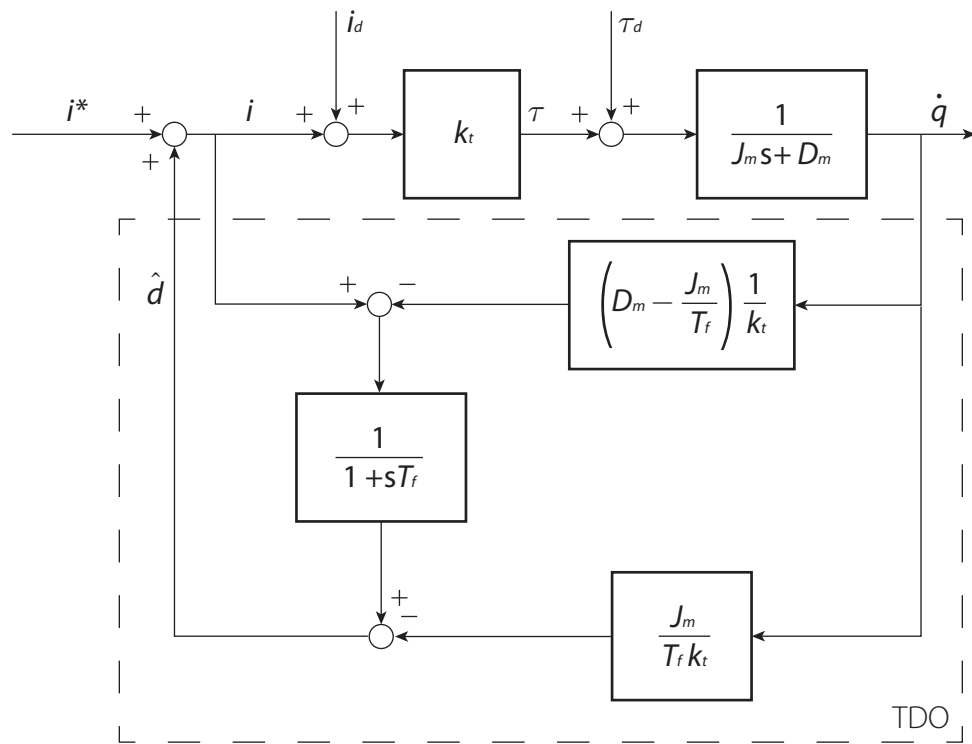 i_d
τ_d
i*
+
+
i
+
+
k_t
τ
+
+
1
J_m s + D_m
q̇
d̂
+
−
(D_m − J_m/T_f) 1/k_t
1
1 + sT_f
+
−
J_m
T_f k_t
TDO